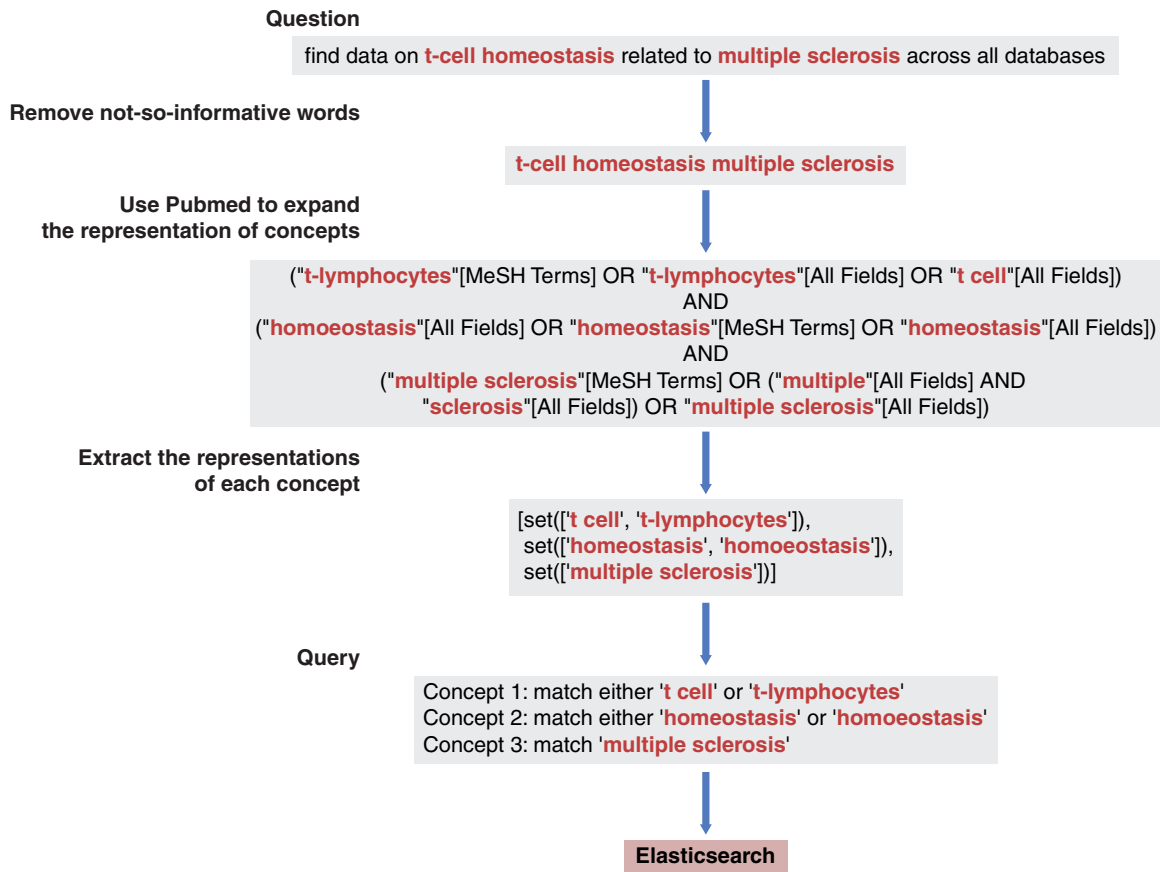 Question
find data on t-cell homeostasis related to multiple sclerosis across all databases
Remove not-so-informative words
t-cell homeostasis multiple sclerosis
Use Pubmed to expand
the representation of concepts
("t-lymphocytes"[MeSH Terms] OR "t-lymphocytes"[All Fields] OR "t cell"[All Fields])
AND
("homoeostasis"[All Fields] OR "homeostasis"[MeSH Terms] OR "homeostasis"[All Fields])
AND
("multiple sclerosis"[MeSH Terms] OR ("multiple"[All Fields] AND
"sclerosis"[All Fields]) OR "multiple sclerosis"[All Fields])
Extract the representations
of each concept
[set(['t cell', 't-lymphocytes']),
set(['homeostasis', 'homoeostasis']),
set(['multiple sclerosis'])]
Query
Concept 1: match either 't cell' or 't-lymphocytes'
Concept 2: match either 'homeostasis' or 'homoeostasis'
Concept 3: match 'multiple sclerosis'
Elasticsearch